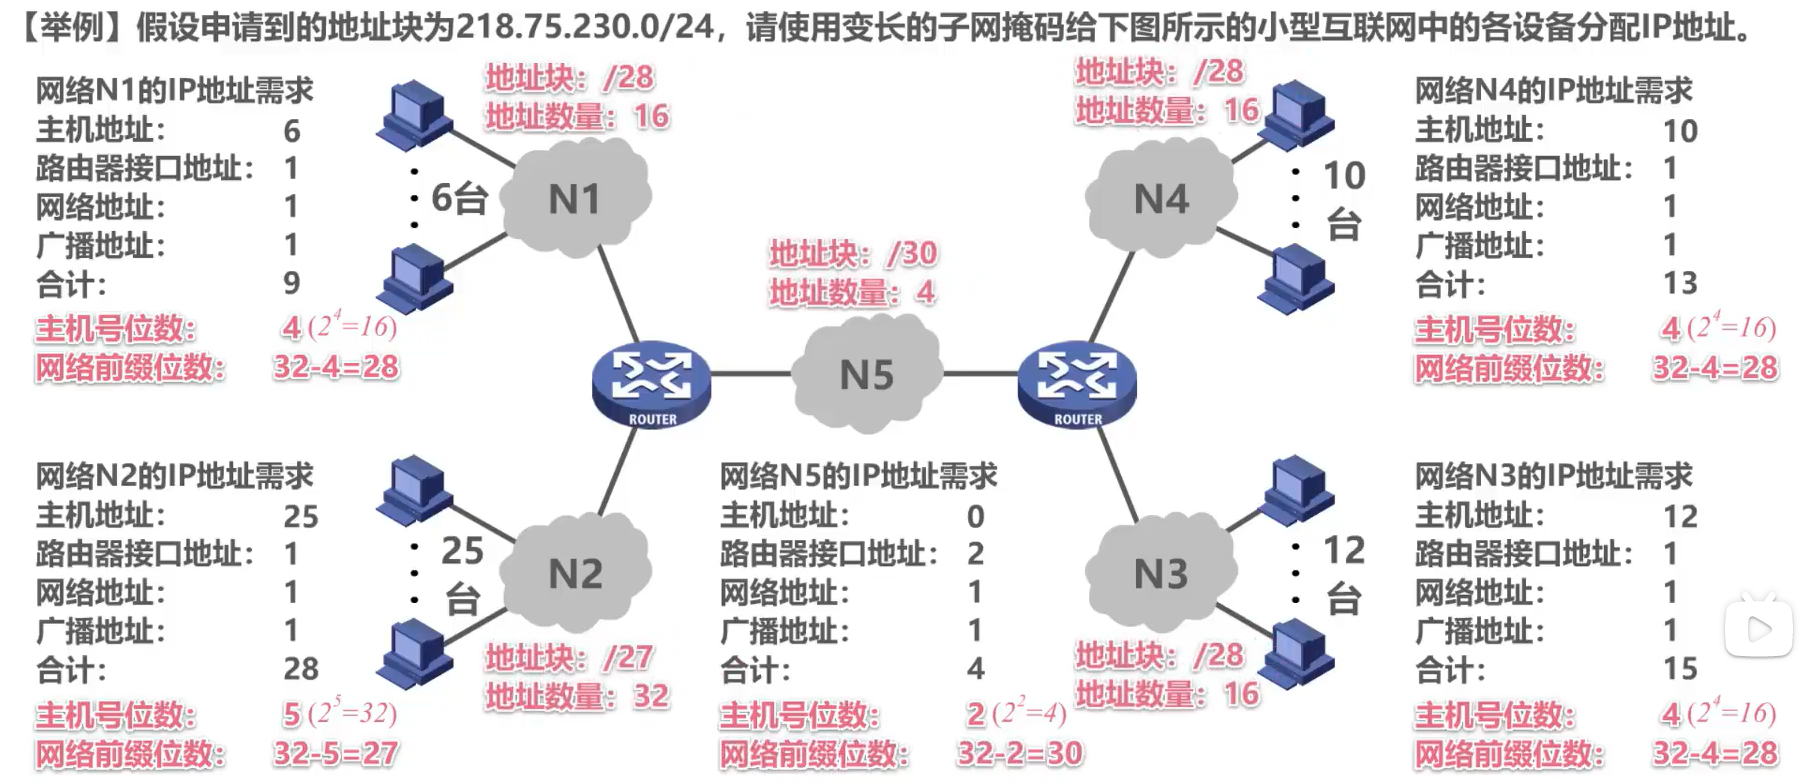 【举例】假设申请到的地址块为218.75.230.0/24，请使用变长的子网掩码给下图所示的小型互联网中的各设备分配IP地址。
网络N1的IP地址需求
主机地址： 6
路由器接口地址： 1
网络地址： 1
广播地址： 1
合计： 9
主机号位数： 4 (2^4=16)
网络前缀位数： 32-4=28
地址块：/28
地址数量：16
6台
N1
地址块：/28
地址数量：16
N4
10
台
网络N4的IP地址需求
主机地址： 10
路由器接口地址： 1
网络地址： 1
广播地址： 1
合计： 13
主机号位数： 4 (2^4=16)
网络前缀位数： 32-4=28
地址块：/30
地址数量：4
ROUTER
N5
ROUTER
网络N2的IP地址需求
主机地址： 25
路由器接口地址： 1
网络地址： 1
广播地址： 1
合计： 28
主机号位数： 5 (2^5=32)
网络前缀位数： 32-5=27
25
台
N2
地址块：/27
地址数量：32
网络N5的IP地址需求
主机地址： 0
路由器接口地址： 2
网络地址： 1
广播地址： 1
合计： 4
主机号位数： 2 (2^2=4)
网络前缀位数： 32-2=30
N3
12
台
地址块：/28
地址数量：16
网络N3的IP地址需求
主机地址： 12
路由器接口地址： 1
网络地址： 1
广播地址： 1
合计： 15
主机号位数： 4 (2^4=16)
网络前缀位数： 32-4=28